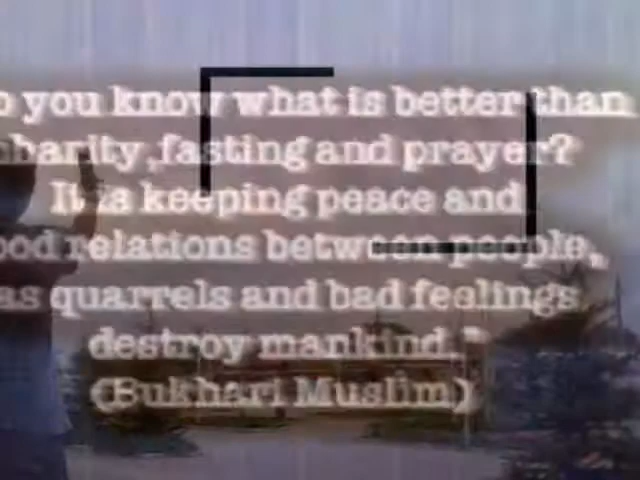 o you know what is better than
harity,fasting and prayer?
It is keeping peace and
ood relations between people,
as quarrels and bad feelings
destroy mankind."
(Bukhari Muslim)